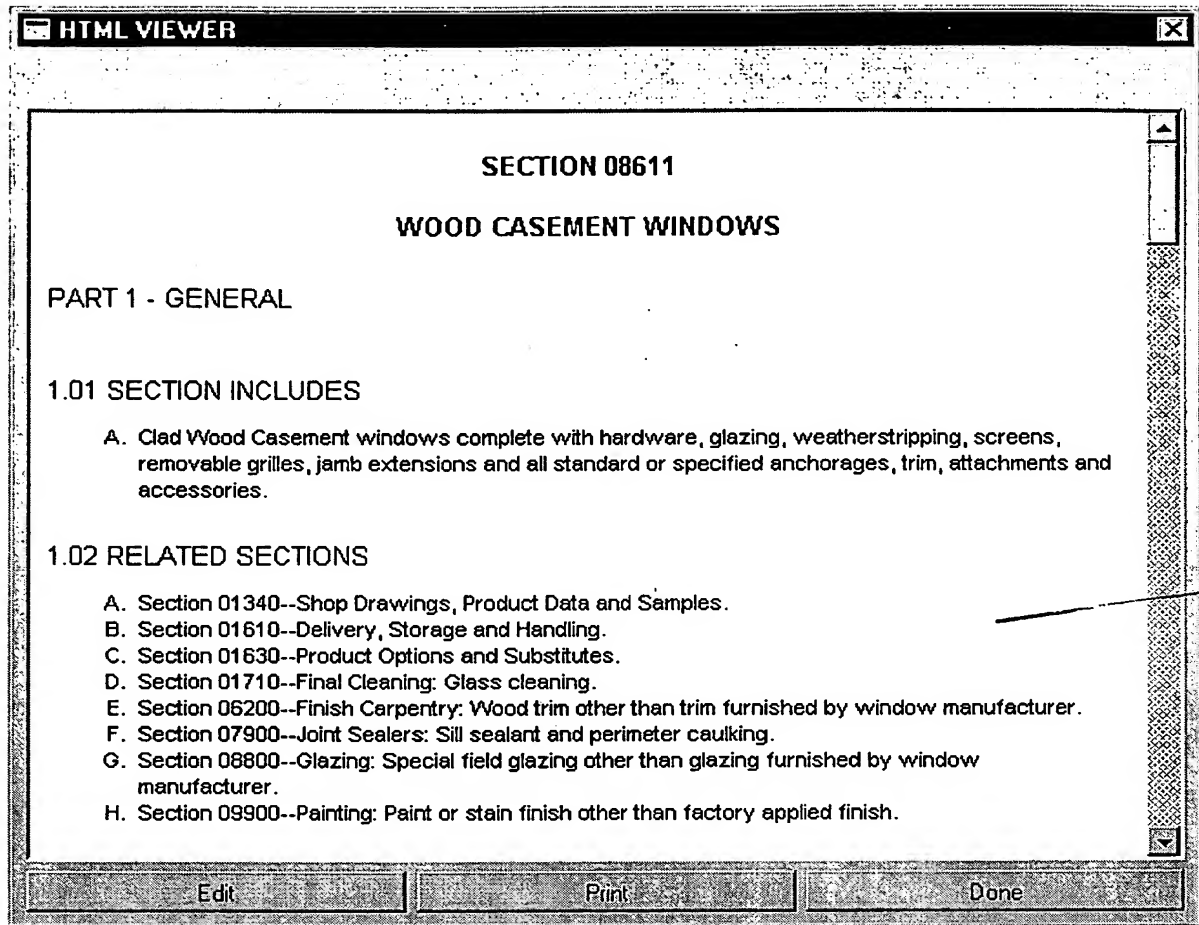 HTML VIEWER
SECTION 08611
WOOD CASEMENT WINDOWS
PART 1 - GENERAL
1.01 SECTION INCLUDES
A. Clad Wood Casement windows complete with hardware, glazing, weatherstripping, screens,
removable grilles, jamb extensions and all standard or specified anchorages, trim, attachments and
accessories.
1.02 RELATED SECTIONS
A. Section 01340--Shop Drawings, Product Data and Samples.
B. Section 01610--Delivery, Storage and Handling.
C. Section 01630--Product Options and Substitutes.
D. Section 01710--Final Cleaning: Glass cleaning.
E. Section 06200--Finish Carpentry: Wood trim other than trim furnished by window manufacturer.
F. Section 07900--Joint Sealers: Sill sealant and perimeter caulking.
G. Section 08800--Glazing: Special field glazing other than glazing furnished by window
manufacturer.
H. Section 09900--Painting: Paint or stain finish other than factory applied finish.
Edit Print Done